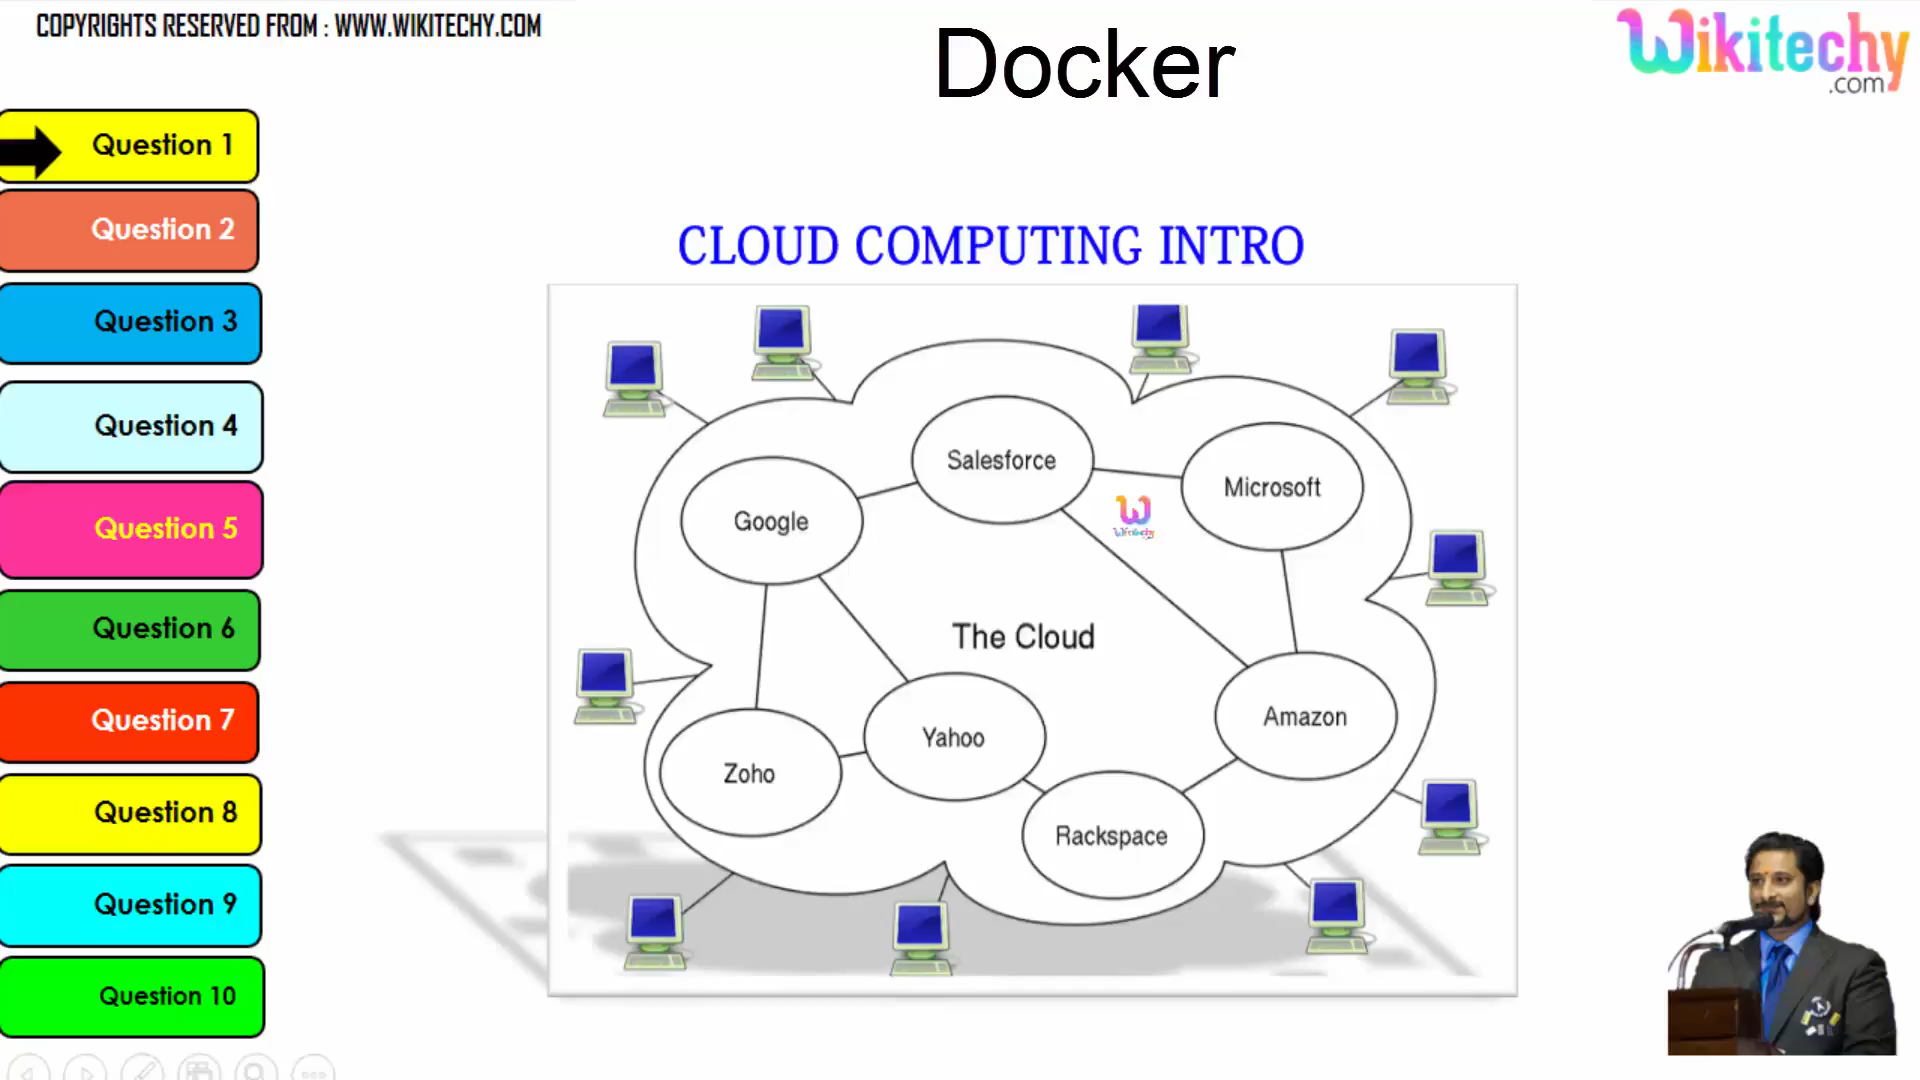 COPYRIGHTS RESERVED FROM : WWW.WIKITECHY.COM
Docker
Wikitechy
.com
Question 1
Question 2
Question 3
Question 4
Question 5
Question 6
Question 7
Question 8
Question 9
Question 10
CLOUD COMPUTING INTRO
Salesforce
Microsoft
Google
Wikitechy
The Cloud
Amazon
Yahoo
Zoho
Rackspace